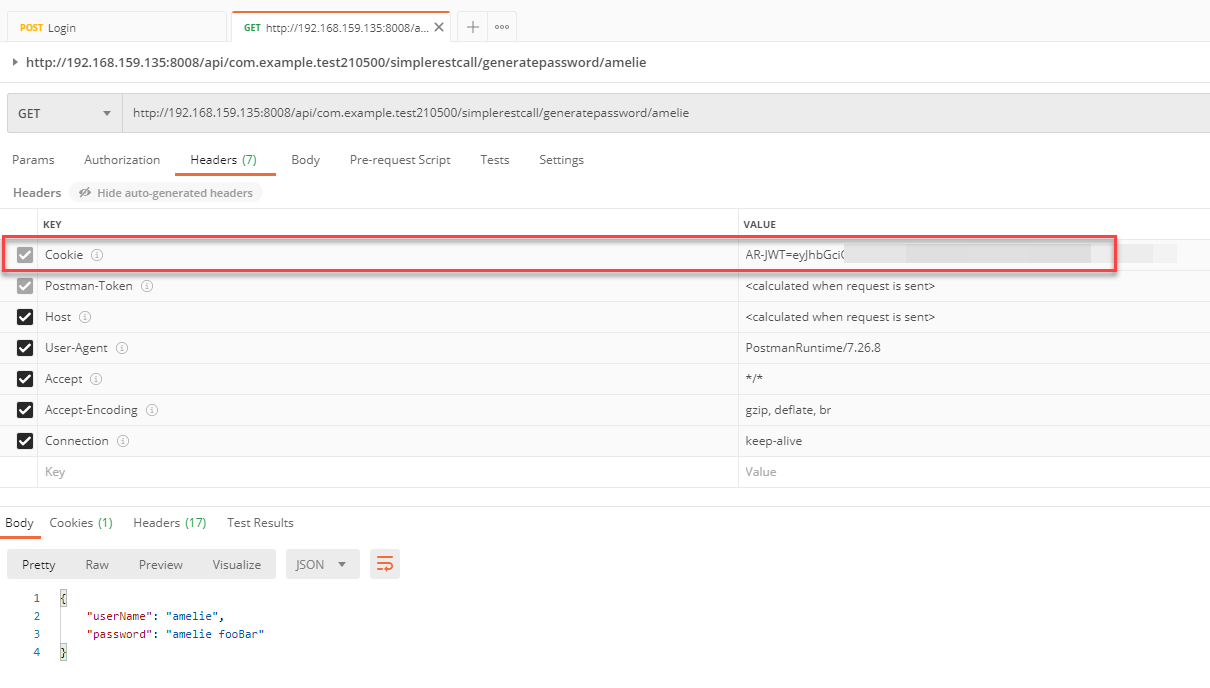 POST Login GET http://192.168.159.135:8008/a...
http://192.168.159.135:8008/api/com.example.test210500/simplerestcall/generatepassword/amelie
GET http://192.168.159.135:8008/api/com.example.test210500/simplerestcall/generatepassword/amelie
Params Authorization Headers (7) Body Pre-request Script Tests Settings
Headers Hide auto-generated headers
KEY VALUE
Cookie AR-JWT=eyJhbGci
Postman-Token <calculated when request is sent>
Host <calculated when request is sent>
User-Agent PostmanRuntime/7.26.8
Accept */*
Accept-Encoding gzip, deflate, br
Connection keep-alive
Key Value
Body Cookies (1) Headers (17) Test Results
Pretty Raw Preview Visualize JSON
1 {
2 "userName": "amelie",
3 "password": "amelie fooBar"
4 }